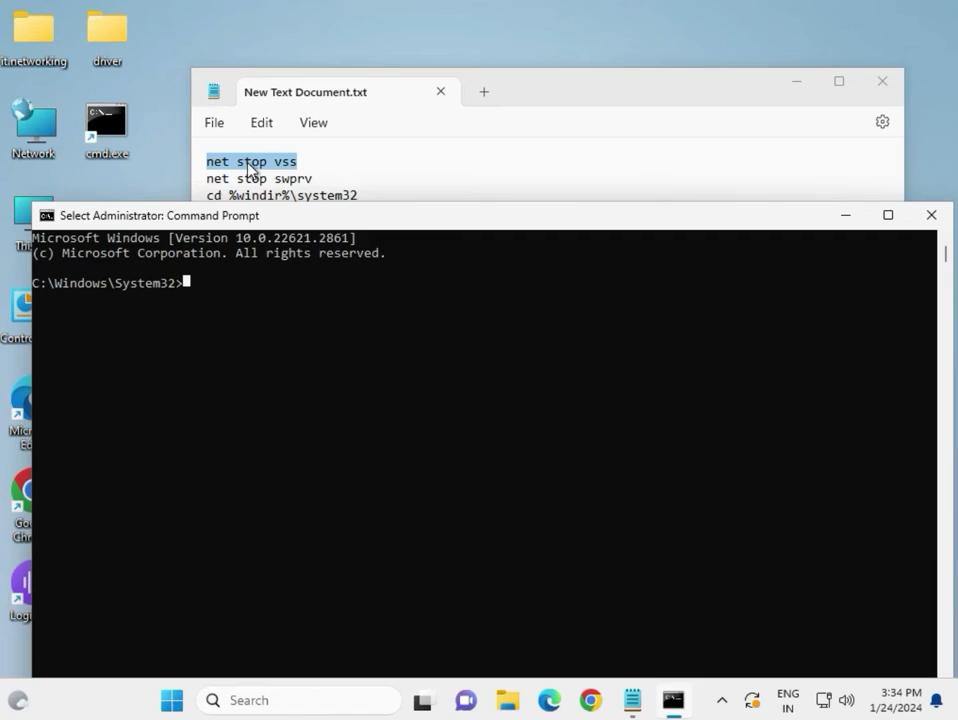 it.networking
driver
Network
cmd.exe
New Text Document.txt
File Edit View
net stop vss
net stop swprv
cd %windir%\system32
Select Administrator: Command Prompt
Microsoft Windows [Version 10.0.22621.2861]
(c) Microsoft Corporation. All rights reserved.
C:\Windows\System32>
Search
ENG
IN
3:34 PM
1/24/2024